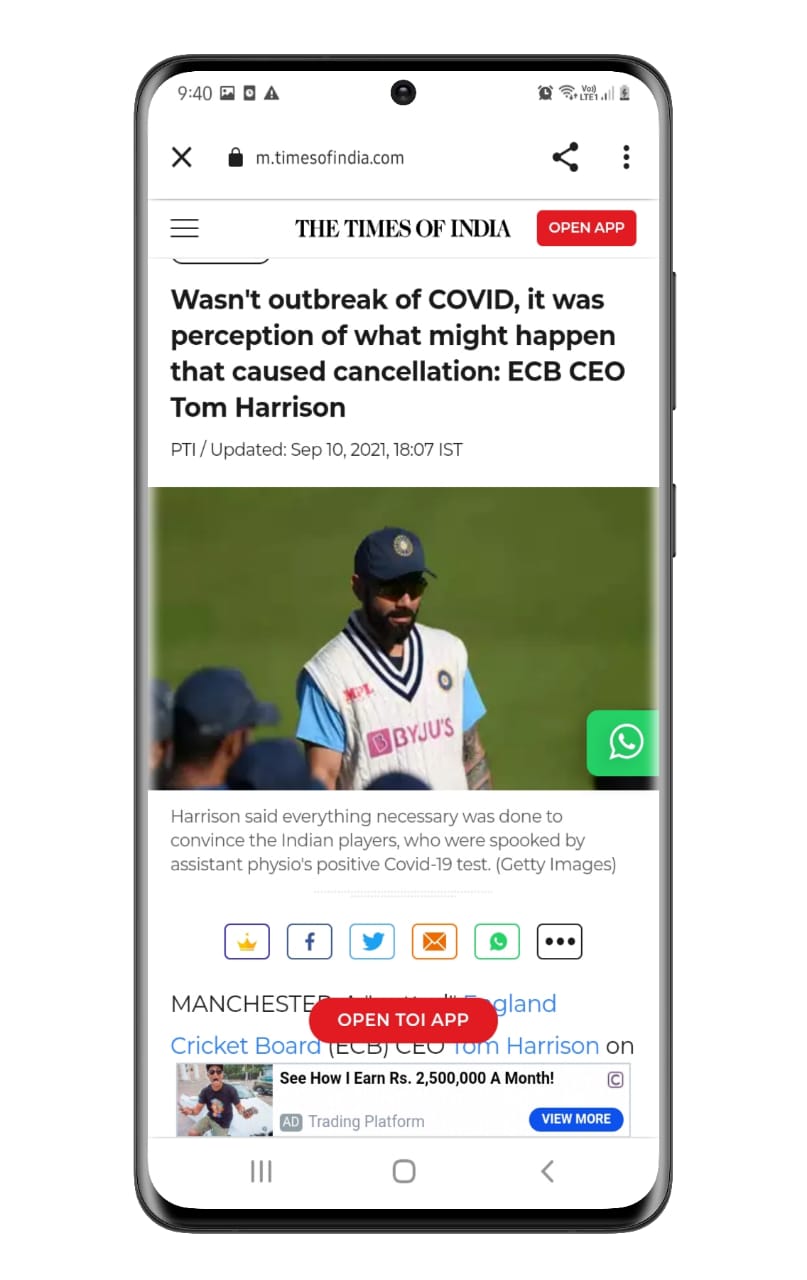 9:40
Vo)
LTE1
m.timesofindia.com
THE TIMES OF INDIA
OPEN APP
Wasn't outbreak of COVID, it was
perception of what might happen
that caused cancellation: ECB CEO
Tom Harrison
PTI / Updated: Sep 10, 2021, 18:07 IST
MPL
BYJU'S
Harrison said everything necessary was done to
convince the Indian players, who were spooked by
assistant physio's positive Covid-19 test. (Getty Images)
MANCHESTER England
OPEN TOI APP
Cricket Board (ECB) CEO Tom Harrison on
See How I Earn Rs. 2,500,000 A Month!
AD Trading Platform
VIEW MORE